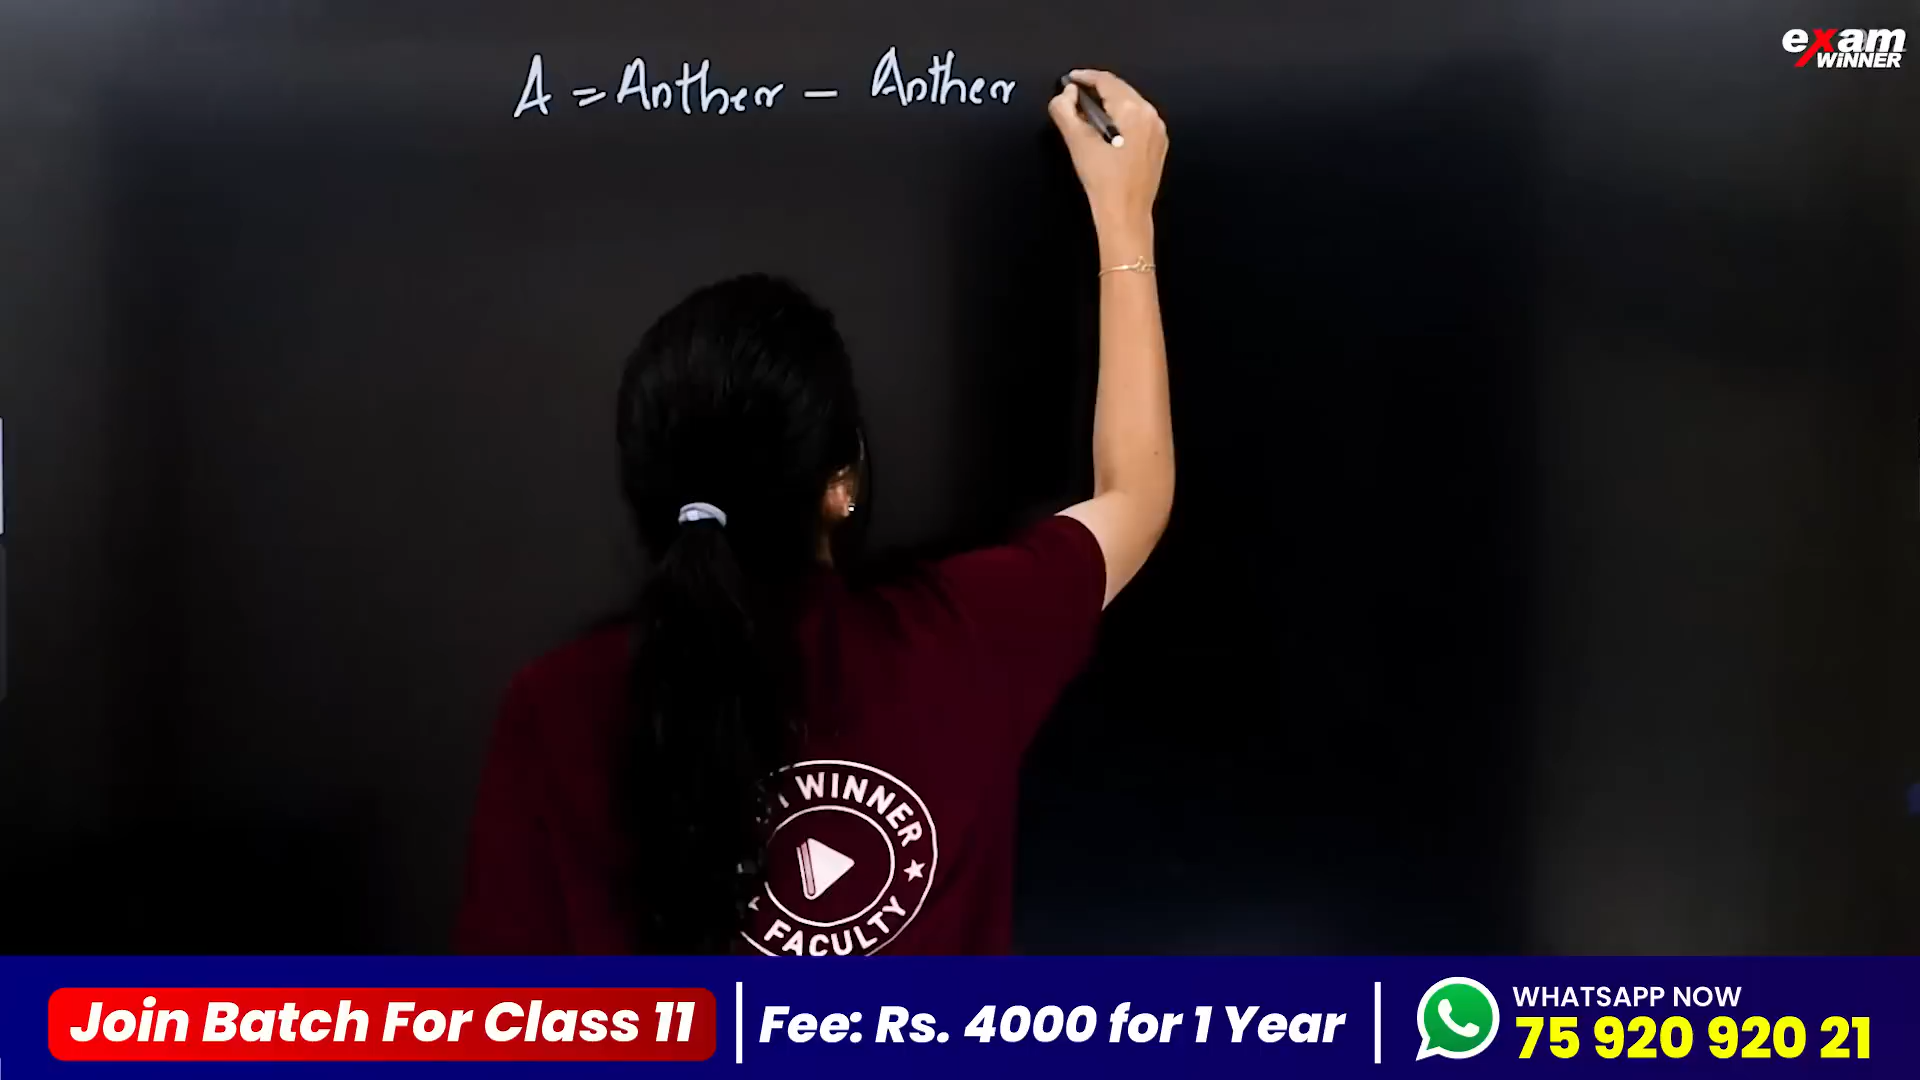 exam
WiNNER
A = Anther - Anther
WINNER
FACULTY
Join Batch For Class 11
Fee: Rs. 4000 for 1 Year
WHATSAPP NOW
75 920 920 21